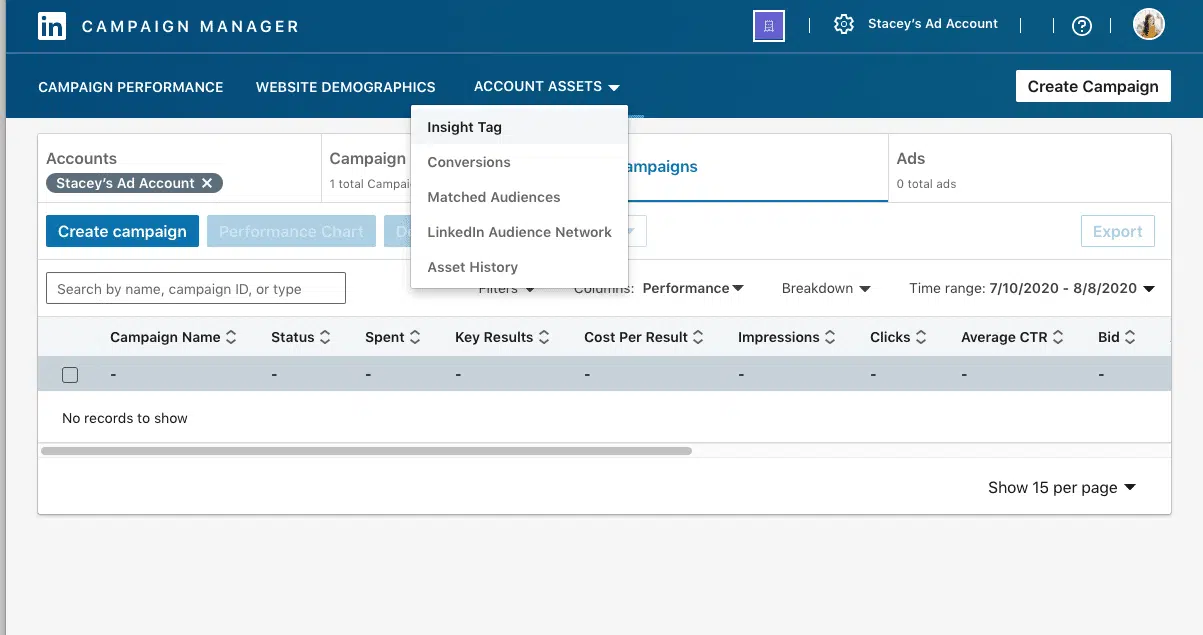 in CAMPAIGN MANAGER
Stacey's Ad Account
CAMPAIGN PERFORMANCE
WEBSITE DEMOGRAPHICS
ACCOUNT ASSETS
Create Campaign
Insight Tag
Conversions
Matched Audiences
LinkedIn Audience Network
Asset History
Accounts
Stacey's Ad Account
Campaign
1 total Campai
ampaigns
Ads
0 total ads
Create campaign
Performance Chart
Export
Search by name, campaign ID, or type
Filters
Columns: Performance
Breakdown
Time range: 7/10/2020 - 8/8/2020
Campaign Name
Status
Spent
Key Results
Cost Per Result
Impressions
Clicks
Average CTR
Bid
- - - - - - - - -
No records to show
Show 15 per page